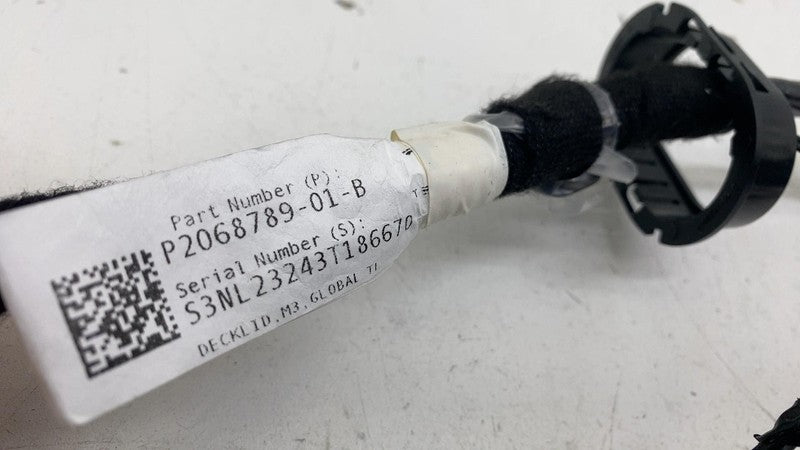 Part Number (P):
P2068789-01-B
Serial Number (S):
S3NL23243T18667D
DECKLID.M3.GLOBAL